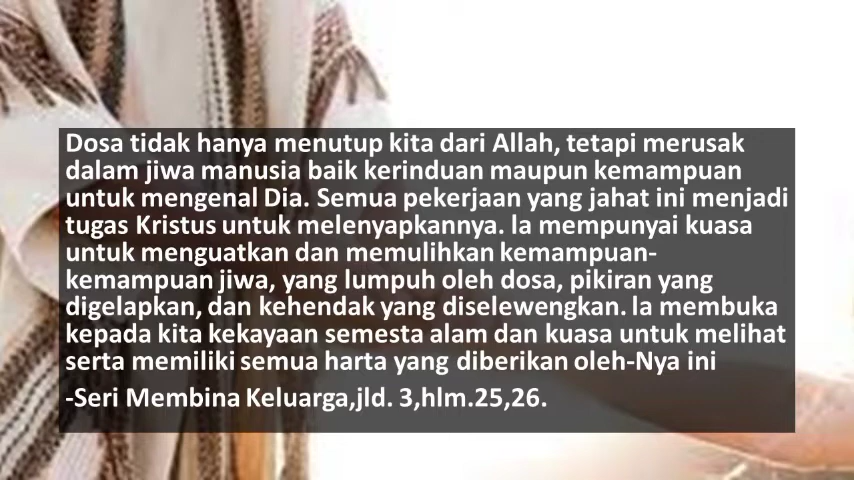 Dosa tidak hanya menutup kita dari Allah, tetapi merusak
dalam jiwa manusia baik kerinduan maupun kemampuan
untuk mengenal Dia. Semua pekerjaan yang jahat ini menjadi
tugas Kristus untuk melenyapkannya. la mempunyai kuasa
untuk menguatkan dan memulihkan kemampuan-
kemampuan jiwa, yang lumpuh oleh dosa, pikiran yang
digelapkan, dan kehendak yang diselewengkan. la membuka
kepada kita kekayaan semesta alam dan kuasa untuk melihat
serta memiliki semua harta yang diberikan oleh-Nya ini
-Seri Membina Keluarga,jld. 3,hlm.25,26.